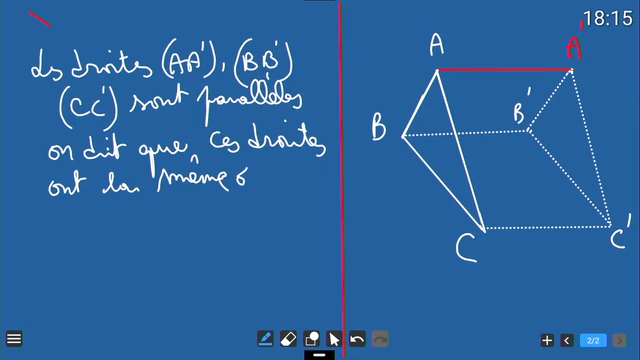 18:15
Les droites (AA'), (BB')
(CC') sont parallèles
on dit que ces droites
ont la même
A
A'
B
B'
C
C'
2/2